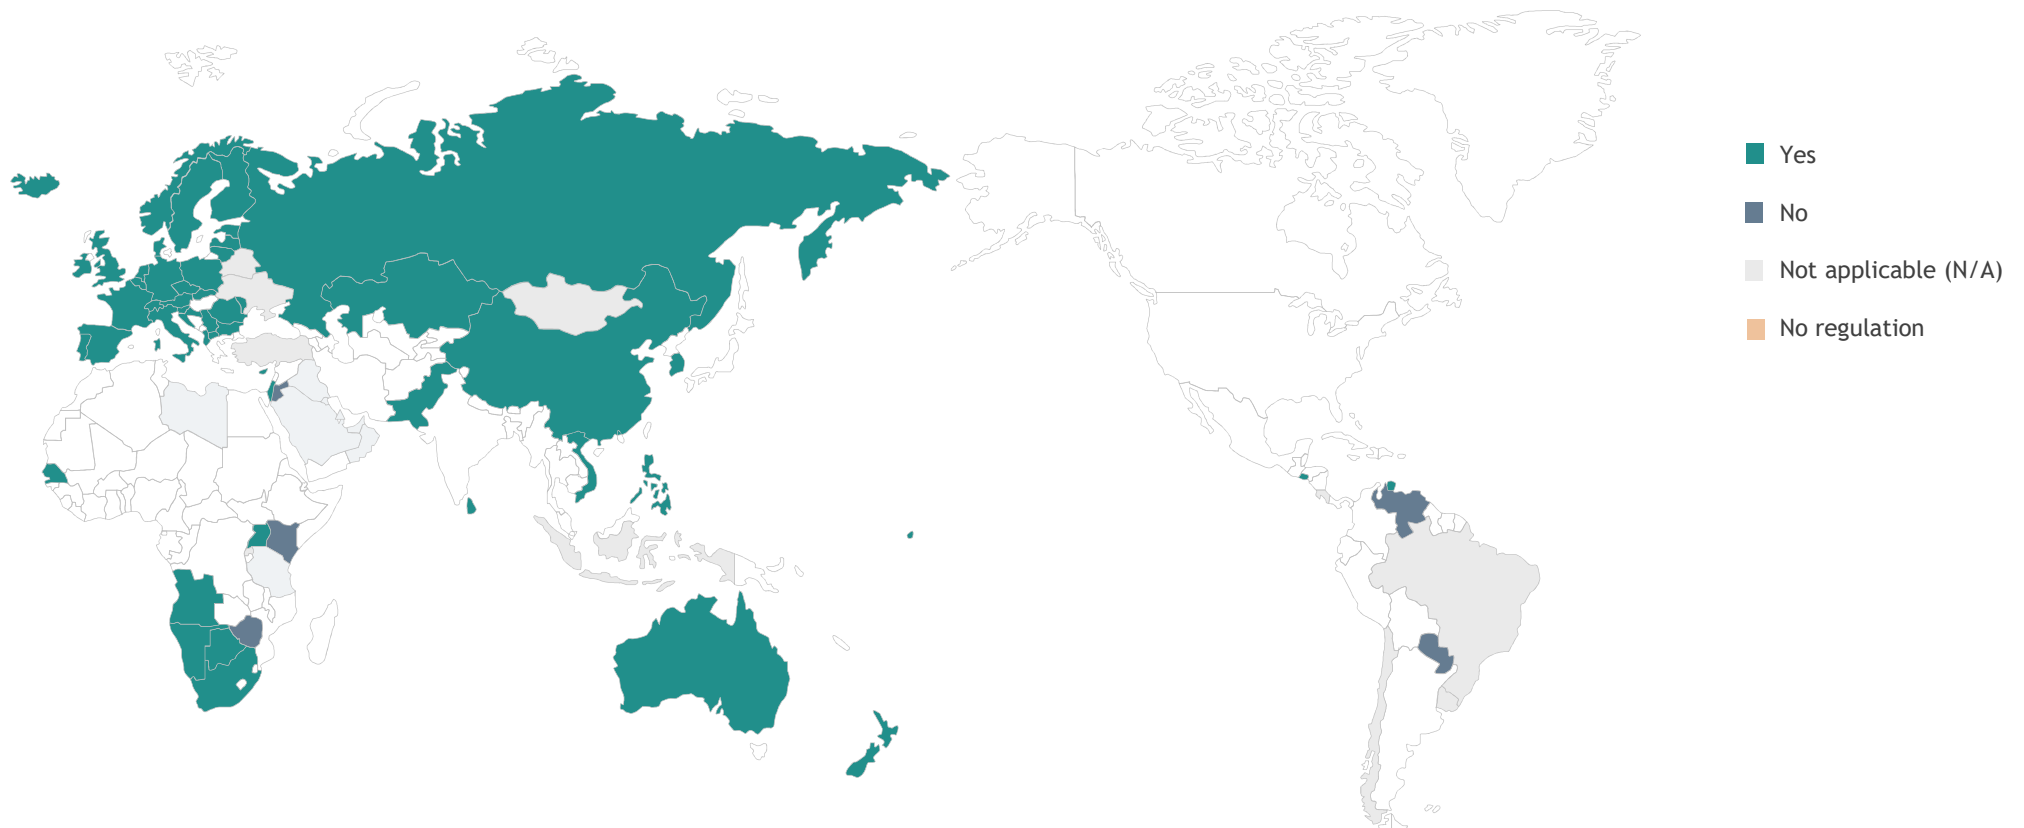 Yes
No
Not applicable (N/A)
No regulation